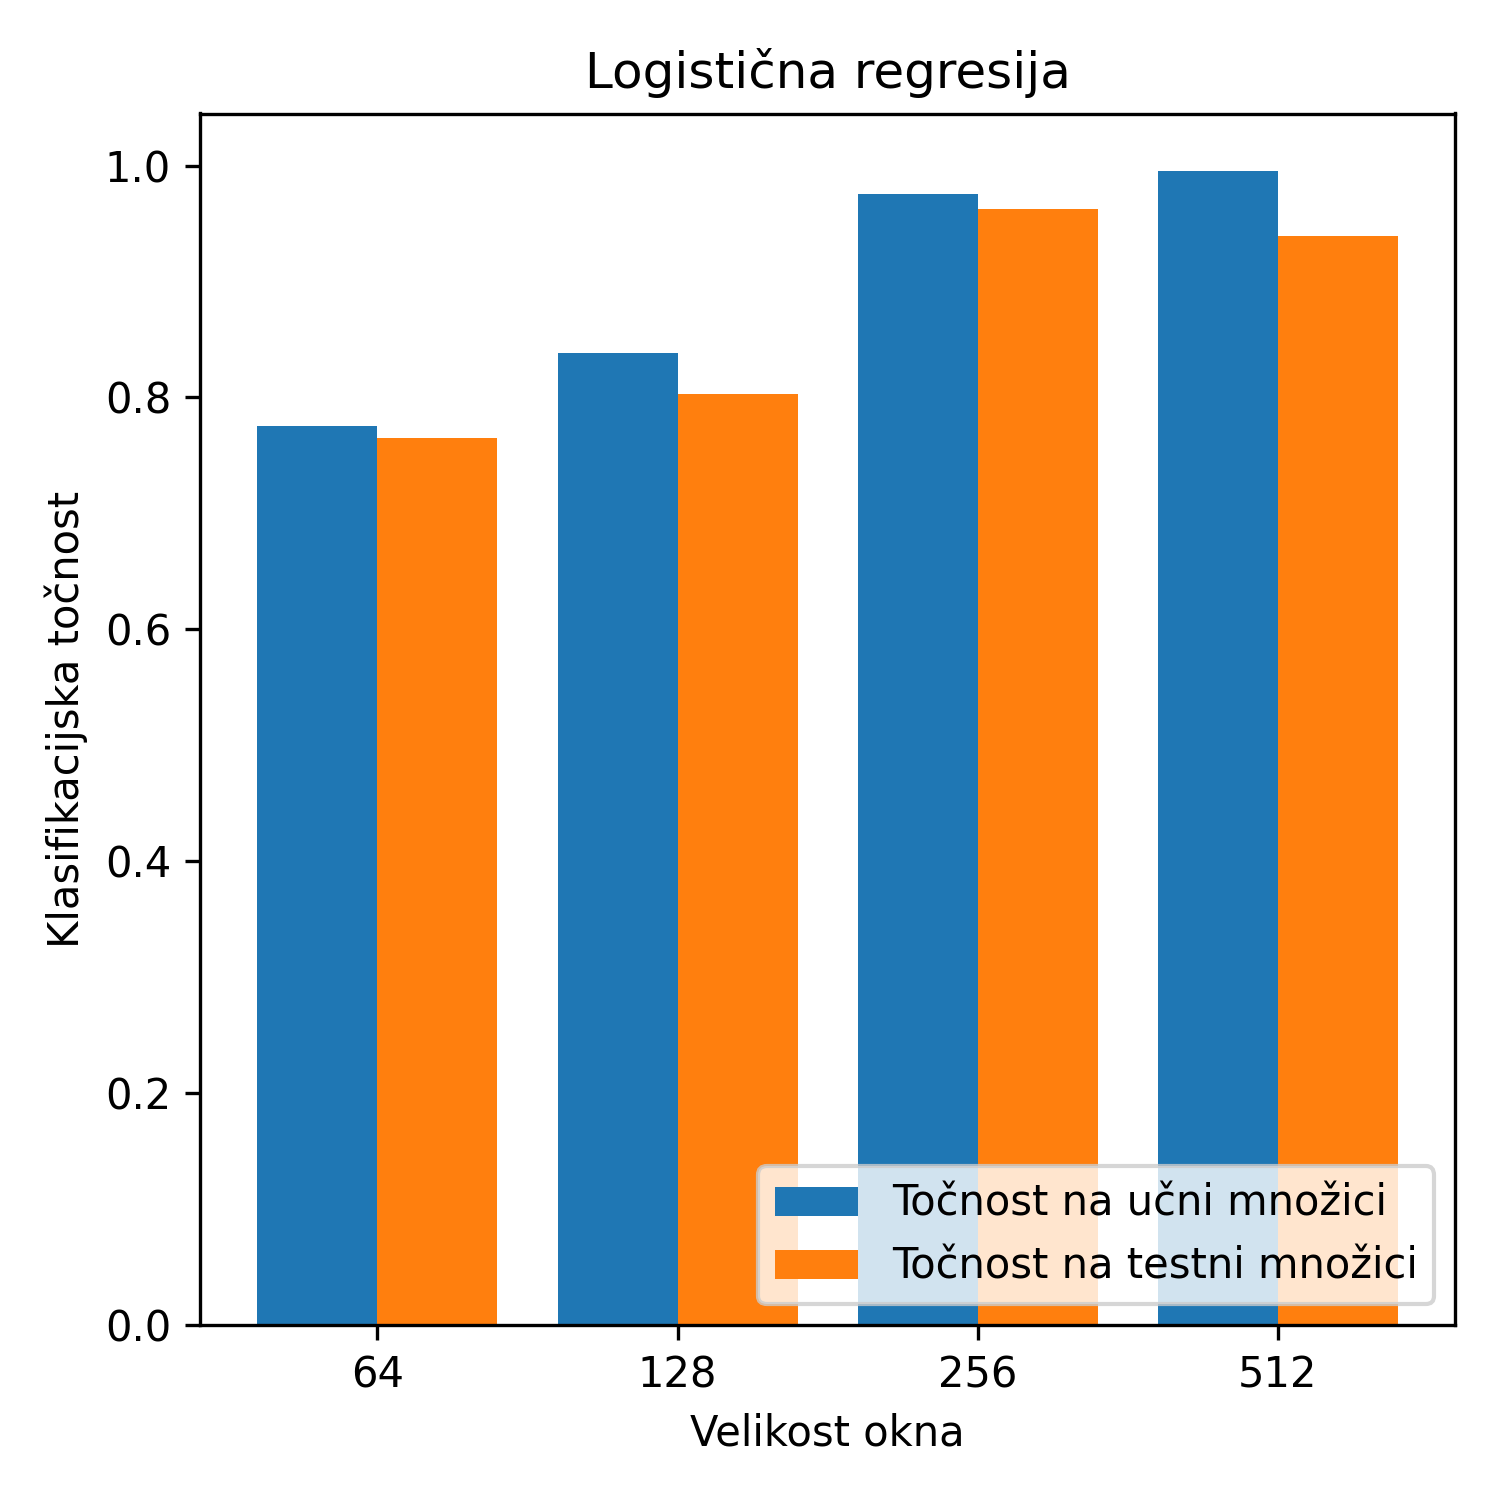 Logistična regresija
Klasifikacijska točnost
1.0
0.8
0.6
0.4
0.2
0.0
Točnost na učni množici
Točnost na testni množici
64 128 256 512
Velikost okna